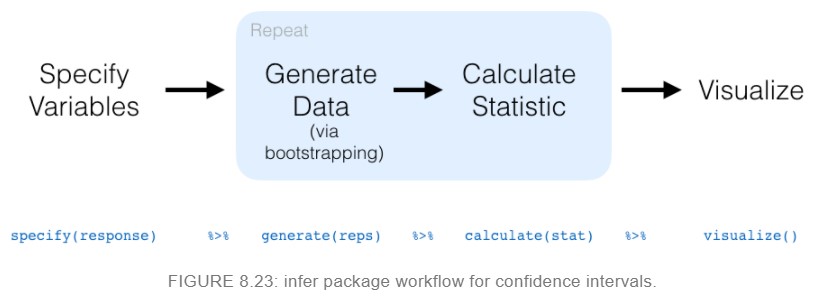 Repeat
Specify
Variables
Generate
Data
(via
bootstrapping)
Calculate
Statistic
Visualize
specify(response) %>% generate(reps) %>% calculate(stat) %>% visualize()
FIGURE 8.23: infer package workflow for confidence intervals.